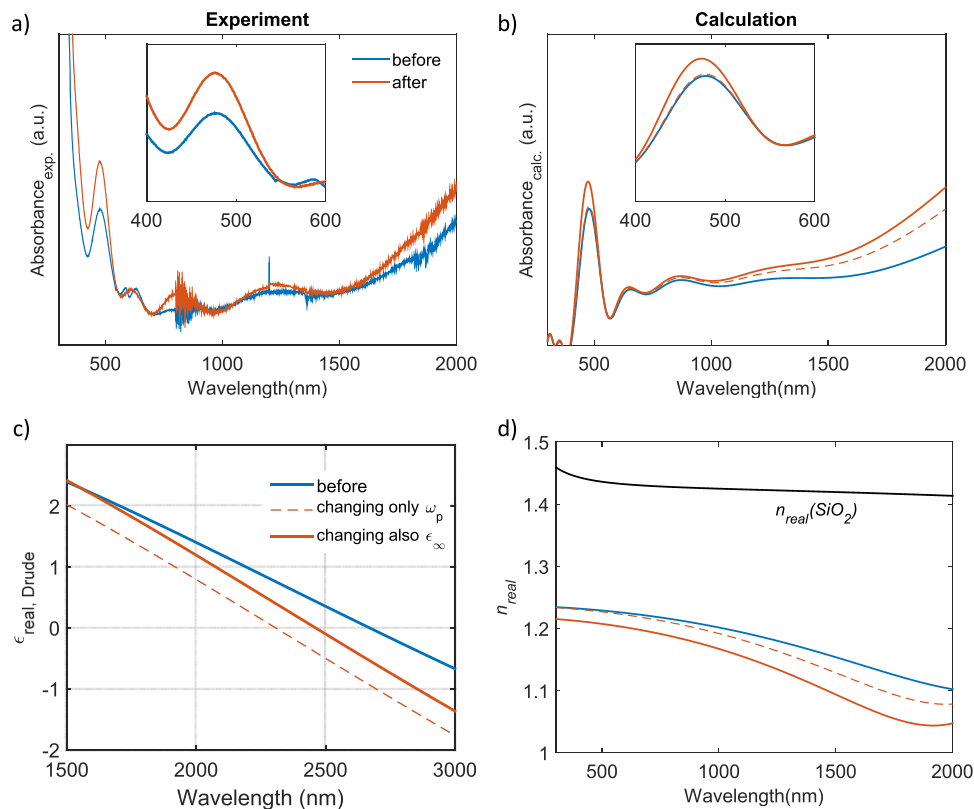 a)
Experiment
before
after
400
500
600
Absorbance_exp. (a.u.)
500
1000
1500
2000
Wavelength(nm)
b)
Calculation
400
500
600
Absorbance_calc. (a.u.)
500
1000
1500
2000
Wavelength(nm)
c)
before
changing only ω_p
changing also ϵ_∞
2
1
0
-1
-2
ϵ_real, Drude
1500
2000
2500
3000
Wavelength (nm)
d)
1.5
1.4
1.3
1.2
1.1
1
n_real
n_real(SiO_2)
500
1000
1500
2000
Wavelength(nm)